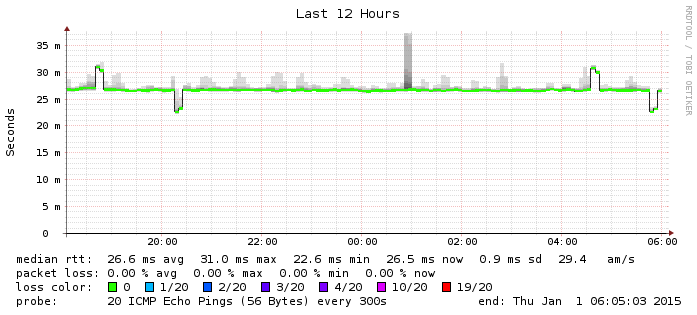 Last 12 Hours
RRDTOOL / TOBI OETIKER
Seconds
35 m
30 m
25 m
20 m
15 m
10 m
5 m
0
20:00 22:00 00:00 02:00 04:00 06:00
median rtt: 26.6 ms avg 31.0 ms max 22.6 ms min 26.5 ms now 0.9 ms sd 29.4 am/s
packet loss: 0.00 % avg 0.00 % max 0.00 % min 0.00 % now
loss color: 0 1/20 2/20 3/20 4/20 10/20 19/20
probe: 20 ICMP Echo Pings (56 Bytes) every 300s end: Thu Jan 1 06:05:03 2015